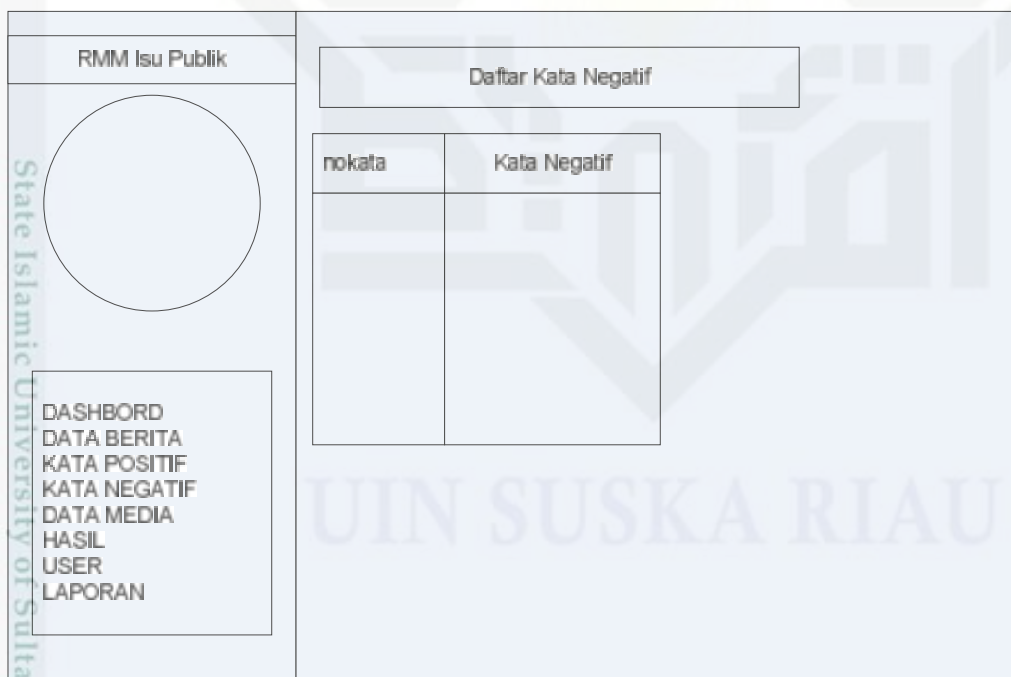 RMM Isu Publik
Daftar Kata Negatif
nokata
Kata Negatif
DASHBORD
DATA BERITA
KATA POSITIF
KATA NEGATIF
DATA MEDIA
HASIL
USER
LAPORAN
State Islamic University of Sulta
UIN SUSKA RIAU